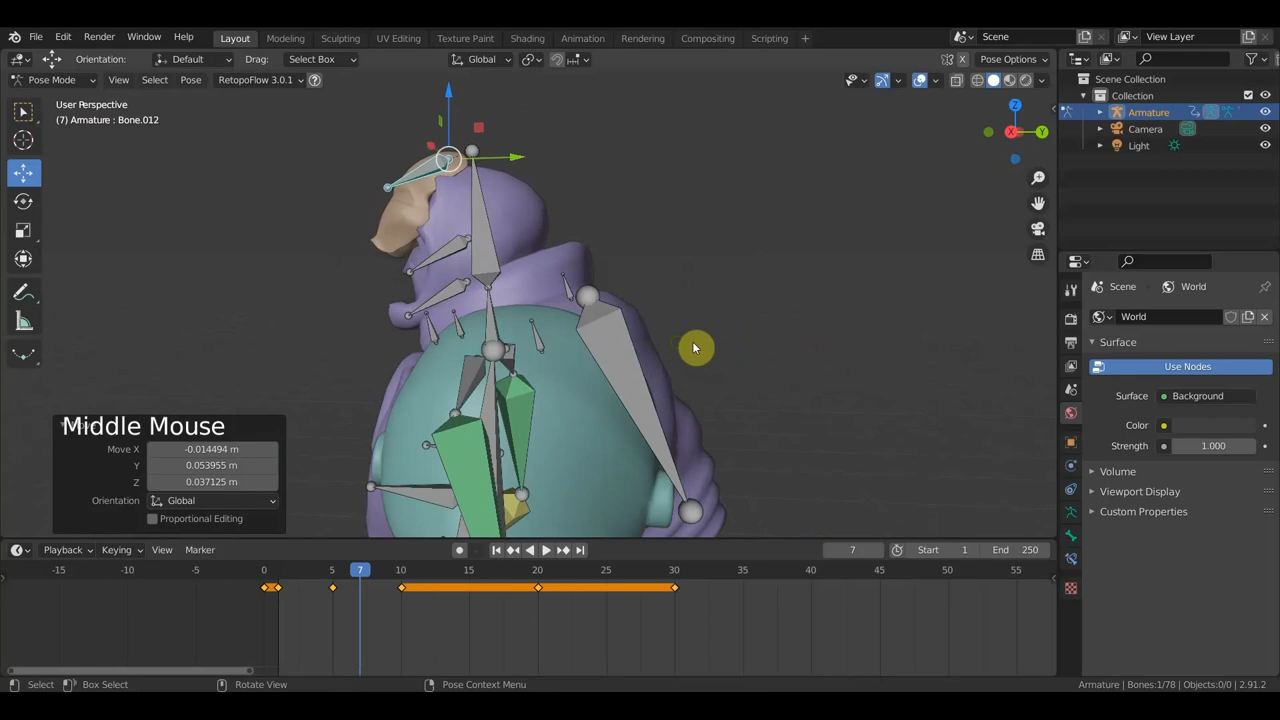 File Edit Render Window Help Layout Modeling Sculpting UV Editing Texture Paint Shading Animation Rendering Compositing Scripting + Scene View Layer
Orientation: Default Drag: Select Box Global Pose Options
Pose Mode View Select Pose RetopoFlow 3.0.1 ?
Scene Collection
Collection
Armature
Camera
Light
User Perspective
(7) Armature : Bone.012
Z
X
Y
Scene World
World
Surface
Use Nodes
Surface Background
Color
Strength 1.000
Volume
Viewport Display
Custom Properties
Middle Mouse
Move X -0.014494 m
Y 0.053955 m
Z 0.037125 m
Orientation Global
Proportional Editing
Playback Keying View Marker 7 Start 1 End 250
-15 -10 -5 0 5 7 10 15 20 25 30 35 40 45 50 55
Select Box Select Rotate View Pose Context Menu Armature | Bones:1/78 | Objects:0/0 | 2.91.2